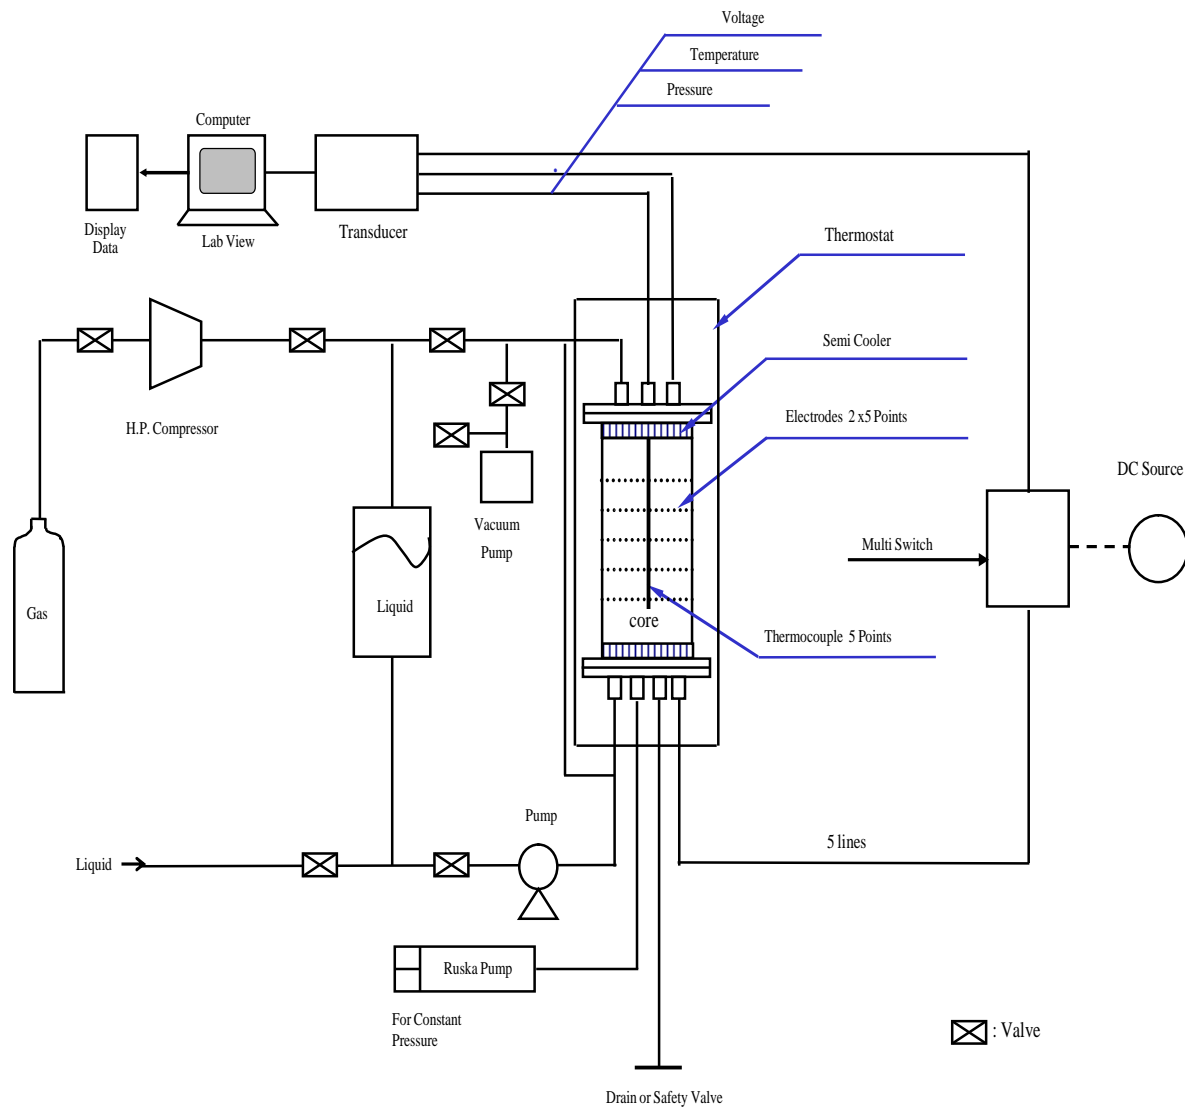 Voltage
Temperature
Pressure
Computer
Display
Data
Lab View
Transducer
Thermostat
Semi Cooler
Electrodes 2 x5 Points
H.P. Compressor
DC Source
Vacuum
Pump
Multi Switch
Gas
Liquid
core
Thermocouple 5 Points
Pump
5 lines
Liquid
Ruska Pump
For Constant
Pressure
: Valve
Drain or Safety Valve